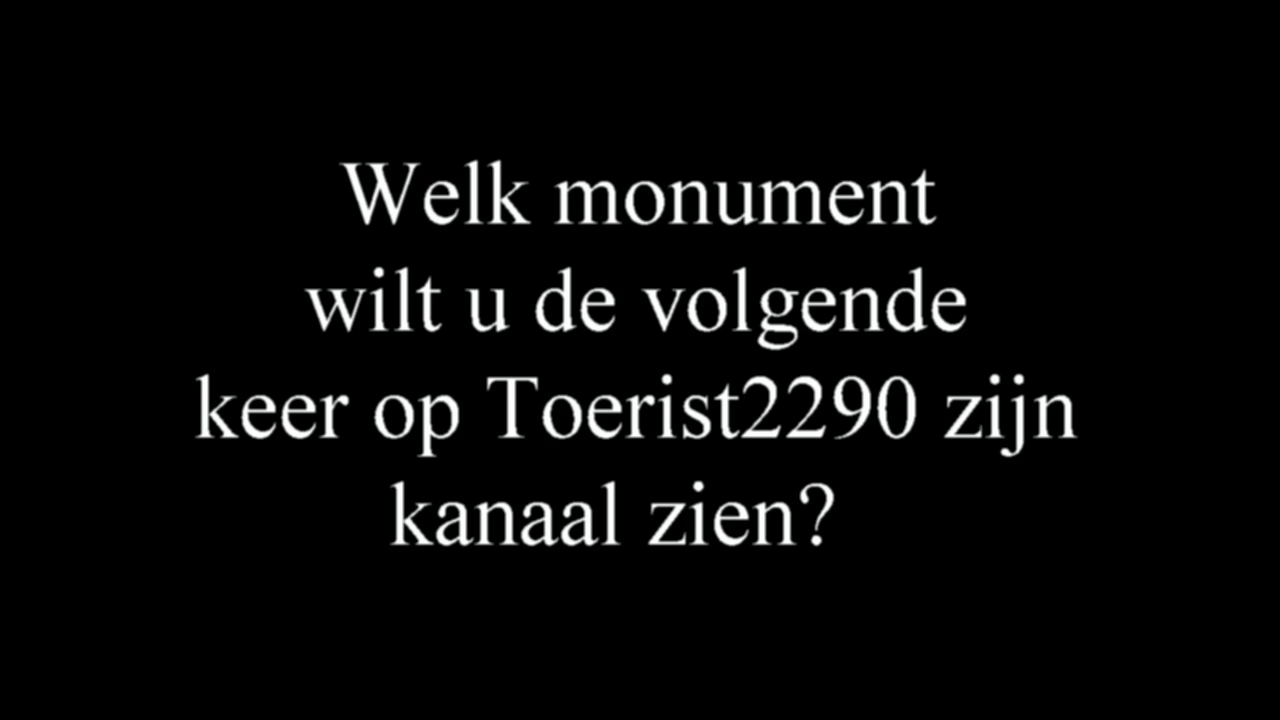 Welk monument
wilt u de volgende
keer op Toerist2290 zijn
kanaal zien?